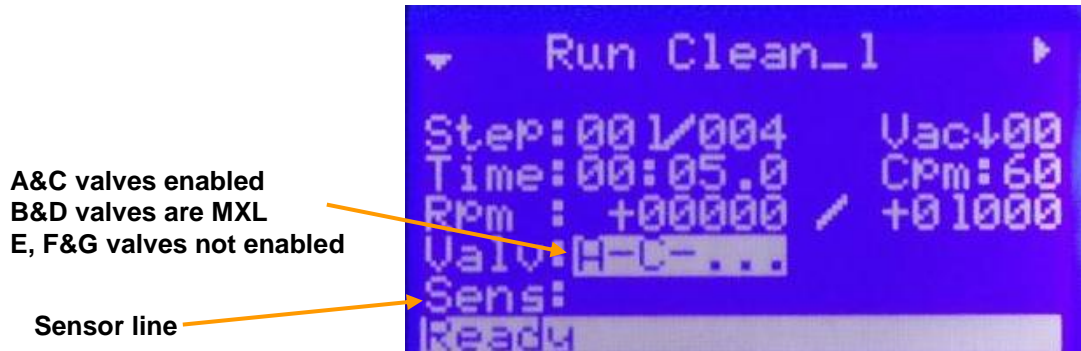 Run Clean_1
Step:001/004 Vac↓00
Time:00:05.0 Cpm:60
Rpm : +00000 / +01000
Valv:A-C-...
Sens:
Ready
A&C valves enabled
B&D valves are MXL
E, F&G valves not enabled
Sensor line